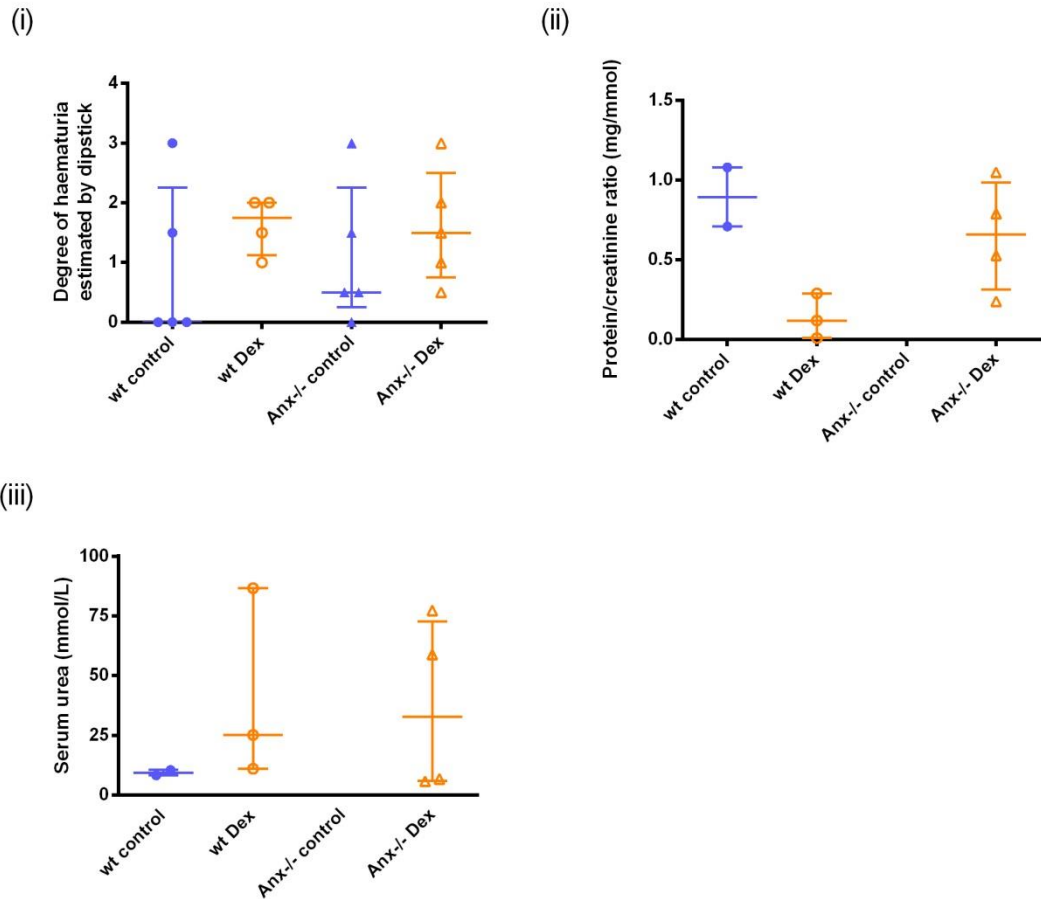 (i)
Degree of haematuria
estimated by dipstick
4
3
2
1
0
wt control
wt Dex
Anx-/- control
Anx-/- Dex
(ii)
Protein/creatinine ratio (mg/mmol)
1.5
1.0
0.5
0.0
wt control
wt Dex
Anx-/- control
Anx-/- Dex
(iii)
Serum urea (mmol/L)
100
75
50
25
0
wt control
wt Dex
Anx-/- control
Anx-/- Dex